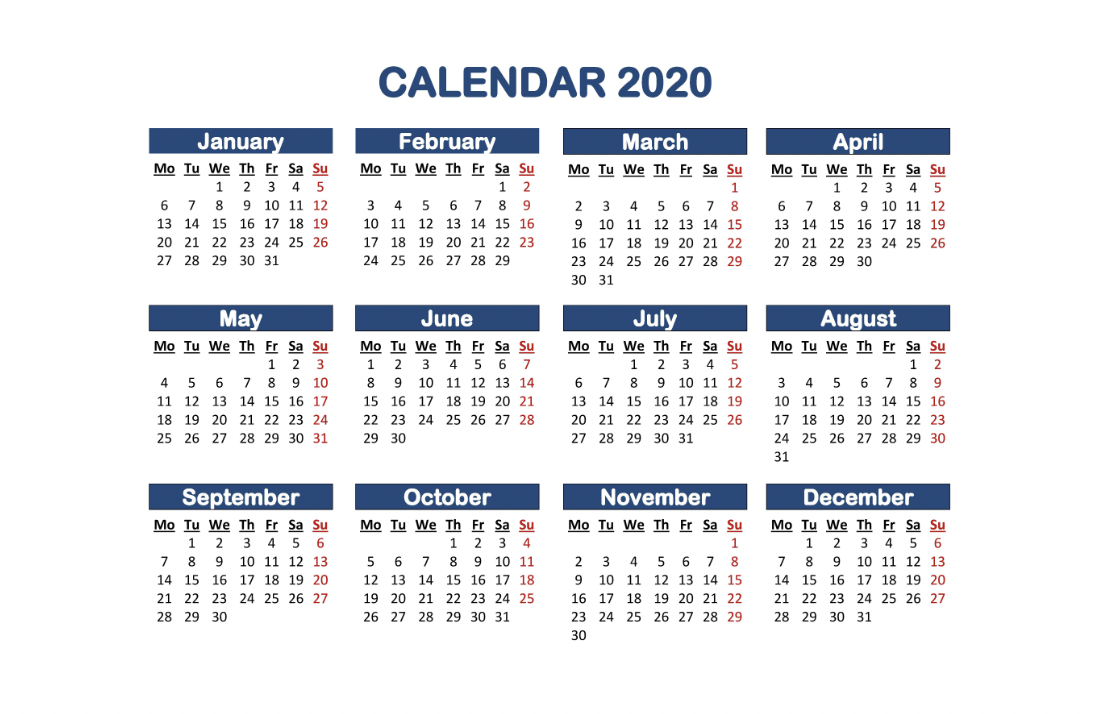 CALENDAR 2020
January
Mo Tu We Th Fr Sa Su
1 2 3 4 5
6 7 8 9 10 11 12
13 14 15 16 17 18 19
20 21 22 23 24 25 26
27 28 29 30 31
February
Mo Tu We Th Fr Sa Su
1 2
3 4 5 6 7 8 9
10 11 12 13 14 15 16
17 18 19 20 21 22 23
24 25 26 27 28 29
March
Mo Tu We Th Fr Sa Su
1
2 3 4 5 6 7 8
9 10 11 12 13 14 15
16 17 18 19 20 21 22
23 24 25 26 27 28 29
30 31
April
Mo Tu We Th Fr Sa Su
1 2 3 4 5
6 7 8 9 10 11 12
13 14 15 16 17 18 19
20 21 22 23 24 25 26
27 28 29 30
May
Mo Tu We Th Fr Sa Su
1 2 3
4 5 6 7 8 9 10
11 12 13 14 15 16 17
18 19 20 21 22 23 24
25 26 27 28 29 30 31
June
Mo Tu We Th Fr Sa Su
1 2 3 4 5 6 7
8 9 10 11 12 13 14
15 16 17 18 19 20 21
22 23 24 25 26 27 28
29 30
July
Mo Tu We Th Fr Sa Su
1 2 3 4 5
6 7 8 9 10 11 12
13 14 15 16 17 18 19
20 21 22 23 24 25 26
27 28 29 30 31
August
Mo Tu We Th Fr Sa Su
1 2
3 4 5 6 7 8 9
10 11 12 13 14 15 16
17 18 19 20 21 22 23
24 25 26 27 28 29 30
31
September
Mo Tu We Th Fr Sa Su
1 2 3 4 5 6
7 8 9 10 11 12 13
14 15 16 17 18 19 20
21 22 23 24 25 26 27
28 29 30
October
Mo Tu We Th Fr Sa Su
1 2 3 4
5 6 7 8 9 10 11
12 13 14 15 16 17 18
19 20 21 22 23 24 25
26 27 28 29 30 31
November
Mo Tu We Th Fr Sa Su
1
2 3 4 5 6 7 8
9 10 11 12 13 14 15
16 17 18 19 20 21 22
23 24 25 26 27 28 29
30
December
Mo Tu We Th Fr Sa Su
1 2 3 4 5 6
7 8 9 10 11 12 13
14 15 16 17 18 19 20
21 22 23 24 25 26 27
28 29 30 31